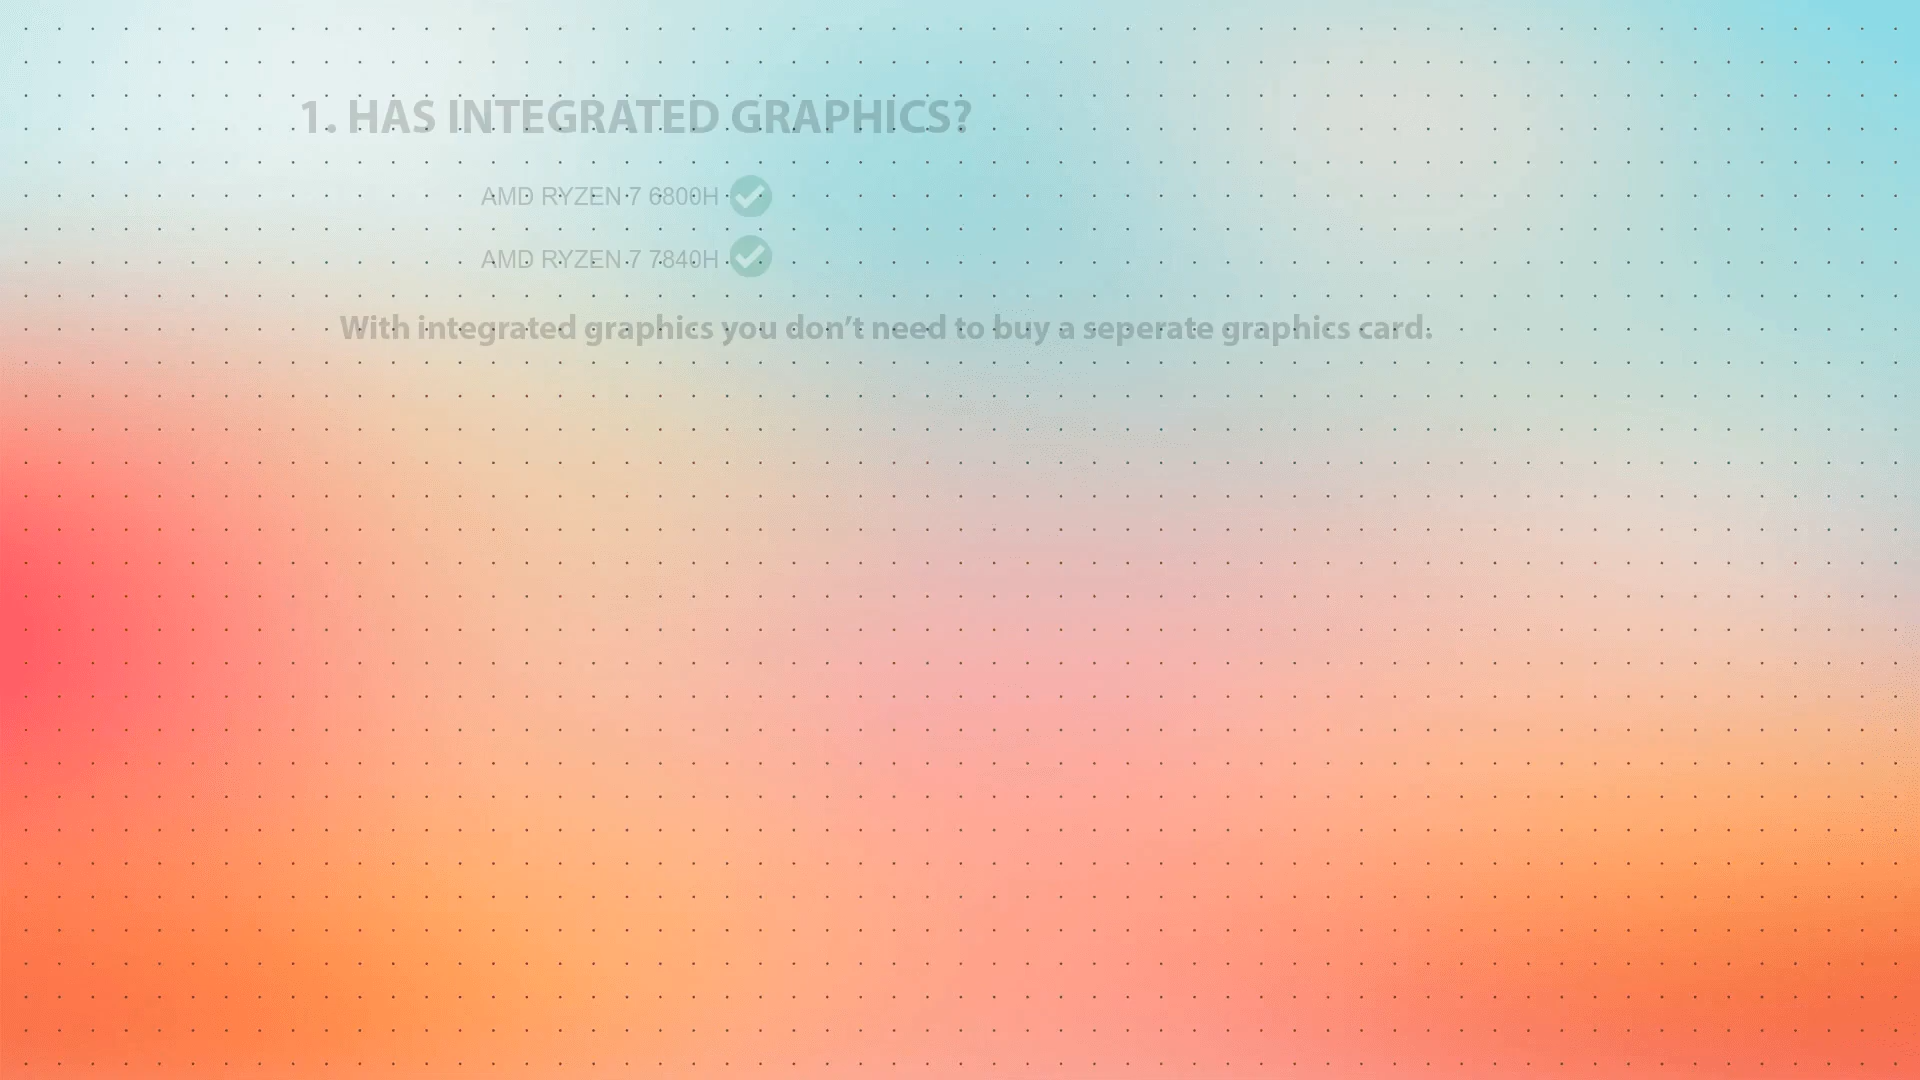 1. HAS INTEGRATED GRAPHICS?
AMD RYZEN 7 6800H
AMD RYZEN 7 7840H
With integrated graphics you don’t need to buy a seperate graphics card.